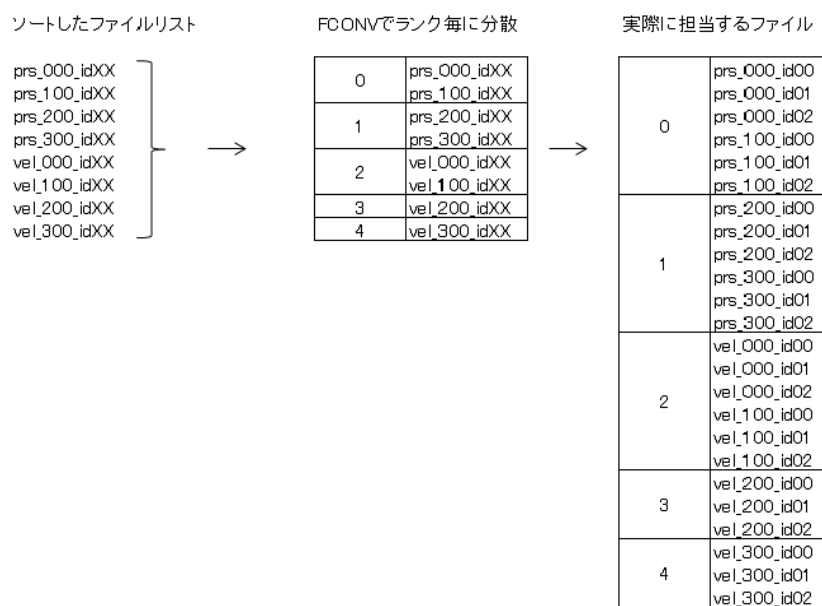 ソートしたファイルリスト
prs_000_idXX
prs_100_idXX
prs_200_idXX
prs_300_idXX
vel_000_idXX
vel_100_idXX
vel_200_idXX
vel_300_idXX
FCONVでランク毎に分散
0
prs_000_idXX
prs_100_idXX
1
prs_200_idXX
prs_300_idXX
2
vel_000_idXX
vel_100_idXX
3
vel_200_idXX
4
vel_300_idXX
実際に担当するファイル
0
prs_000_id00
prs_000_id01
prs_000_id02
prs_100_id00
prs_100_id01
prs_100_id02
1
prs_200_id00
prs_200_id01
prs_200_id02
prs_300_id00
prs_300_id01
prs_300_id02
2
vel_000_id00
vel_000_id01
vel_000_id02
vel_100_id00
vel_100_id01
vel_100_id02
3
vel_200_id00
vel_200_id01
vel_200_id02
4
vel_300_id00
vel_300_id01
vel_300_id02